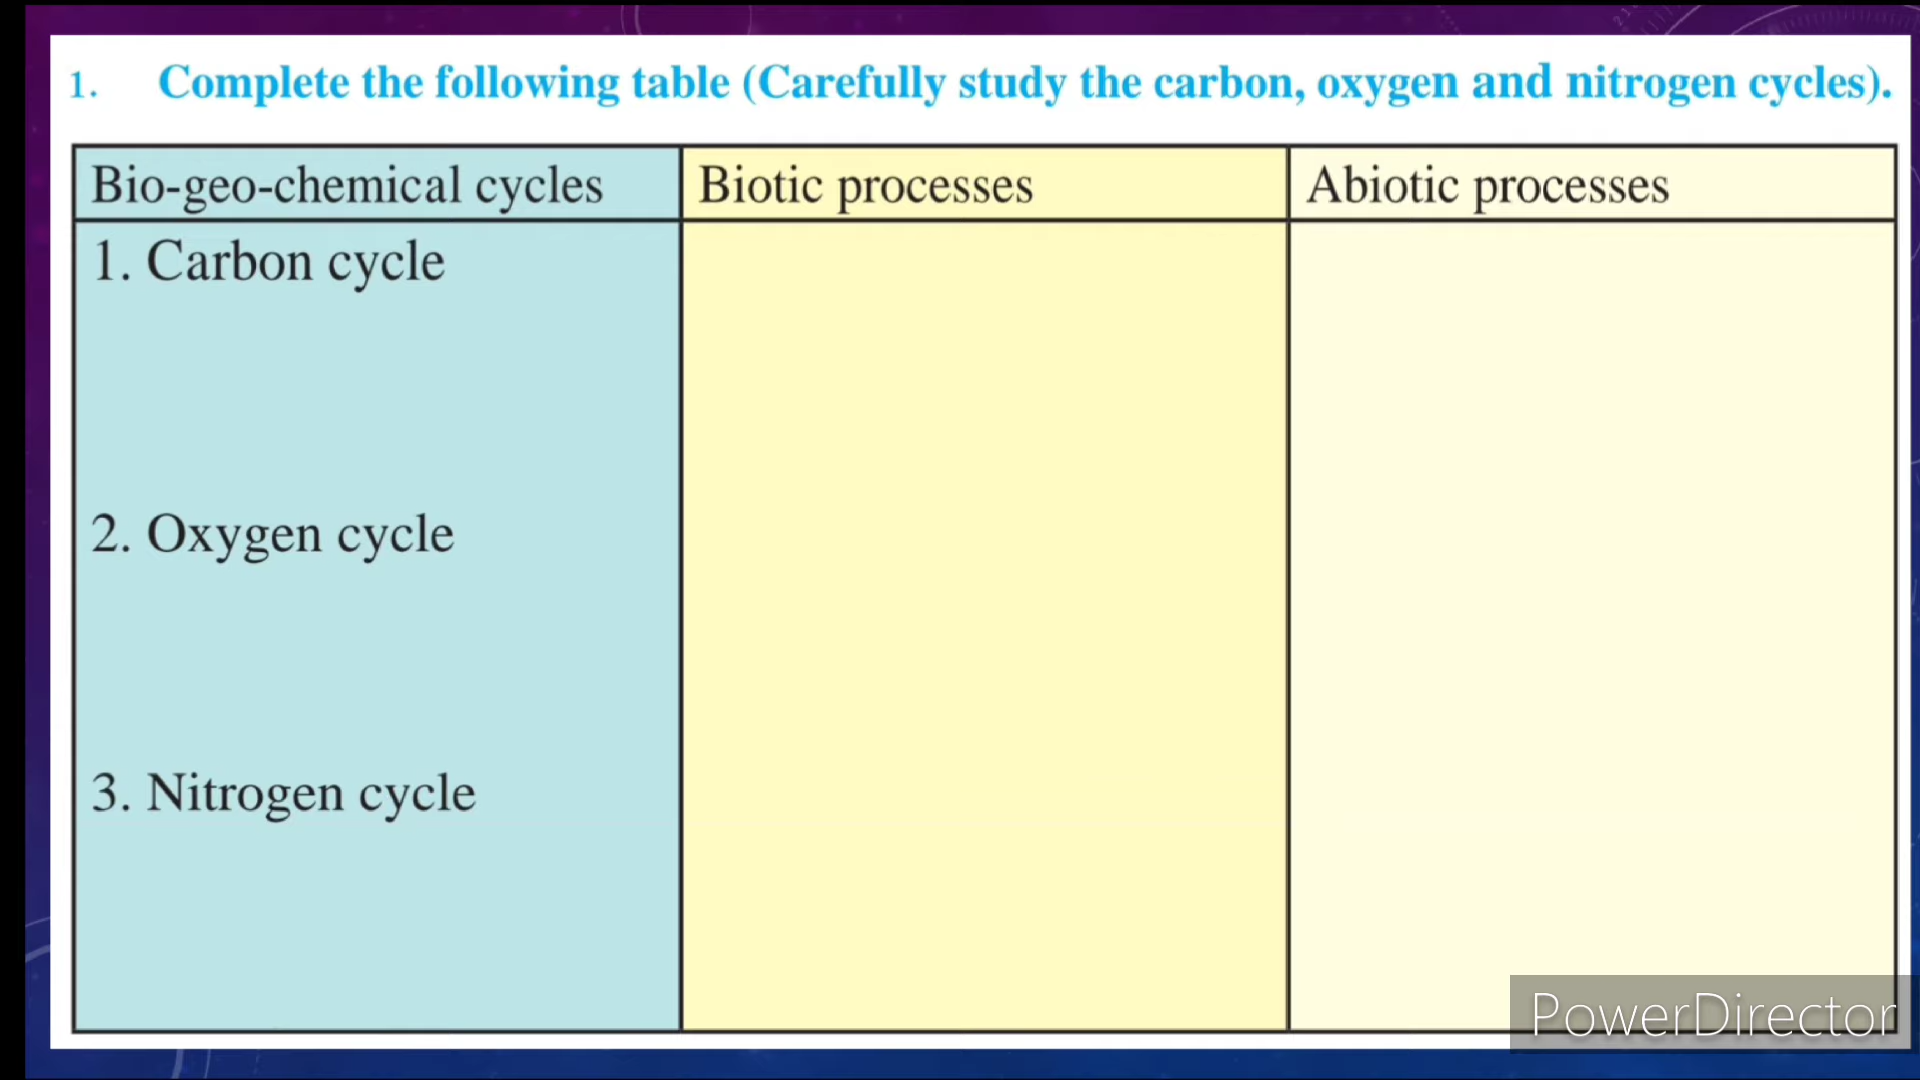 1. Complete the following table (Carefully study the carbon, oxygen and nitrogen cycles).
Bio-geo-chemical cycles Biotic processes Abiotic processes
1. Carbon cycle
2. Oxygen cycle
3. Nitrogen cycle
PowerDirector